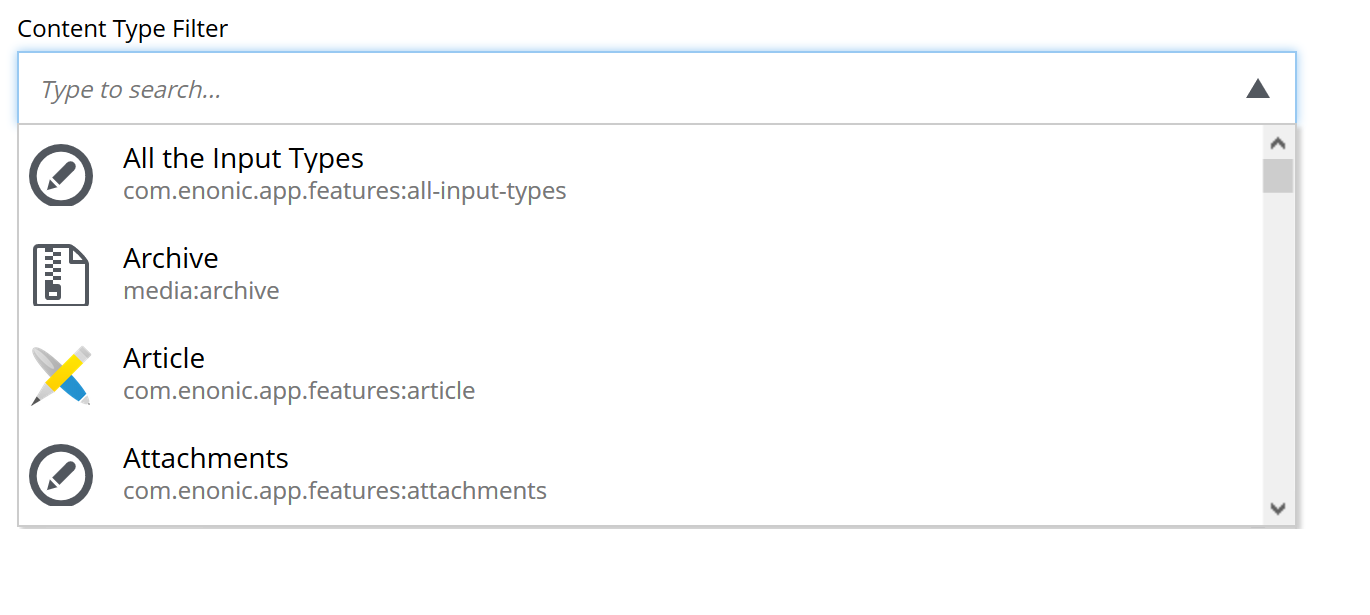 Content Type Filter
Type to search...
All the Input Types
com.enonic.app.features:all-input-types
Archive
media:archive
Article
com.enonic.app.features:article
Attachments
com.enonic.app.features:attachments